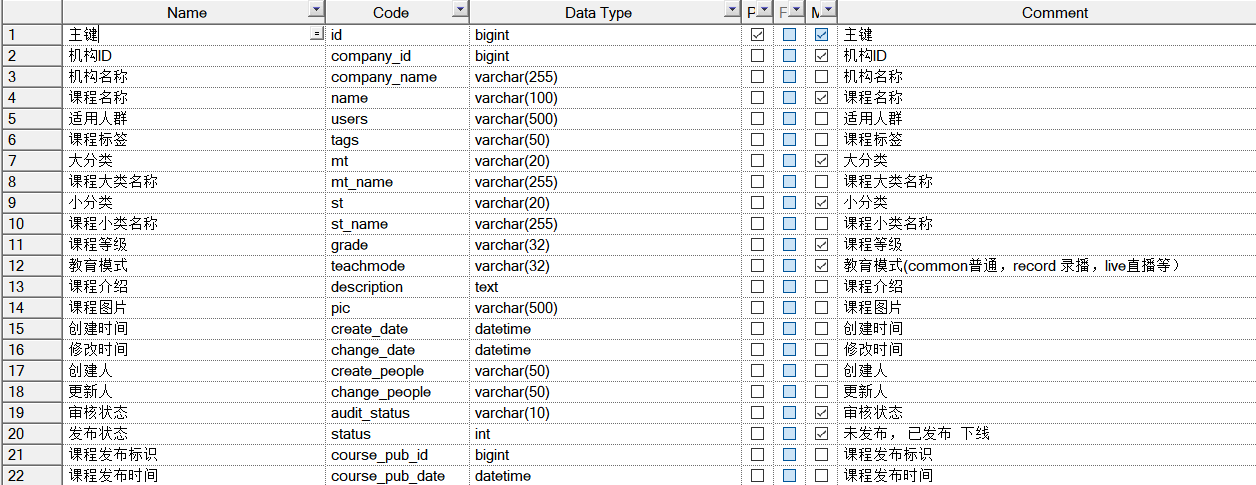 Name Code Data Type P F M Comment
1 主键 = id bigint 主键
2 机构ID company_id bigint 机构ID
3 机构名称 company_name varchar(255) 机构名称
4 课程名称 name varchar(100) 课程名称
5 适用人群 users varchar(500) 适用人群
6 课程标签 tags varchar(50) 课程标签
7 大分类 mt varchar(20) 大分类
8 课程大类名称 mt_name varchar(255) 课程大类名称
9 小分类 st varchar(20) 小分类
10 课程小类名称 st_name varchar(255) 课程小类名称
11 课程等级 grade varchar(32) 课程等级
12 教育模式 teachmode varchar(32) 教育模式(common普通，record 录播，live直播等）
13 课程介绍 description text 课程介绍
14 课程图片 pic varchar(500) 课程图片
15 创建时间 create_date datetime 创建时间
16 修改时间 change_date datetime 修改时间
17 创建人 create_people varchar(50) 创建人
18 更新人 change_people varchar(50) 更新人
19 审核状态 audit_status varchar(10) 审核状态
20 发布状态 status int 未发布， 已发布 下线
21 课程发布标识 course_pub_id bigint 课程发布标识
22 课程发布时间 course_pub_date datetime 课程发布时间